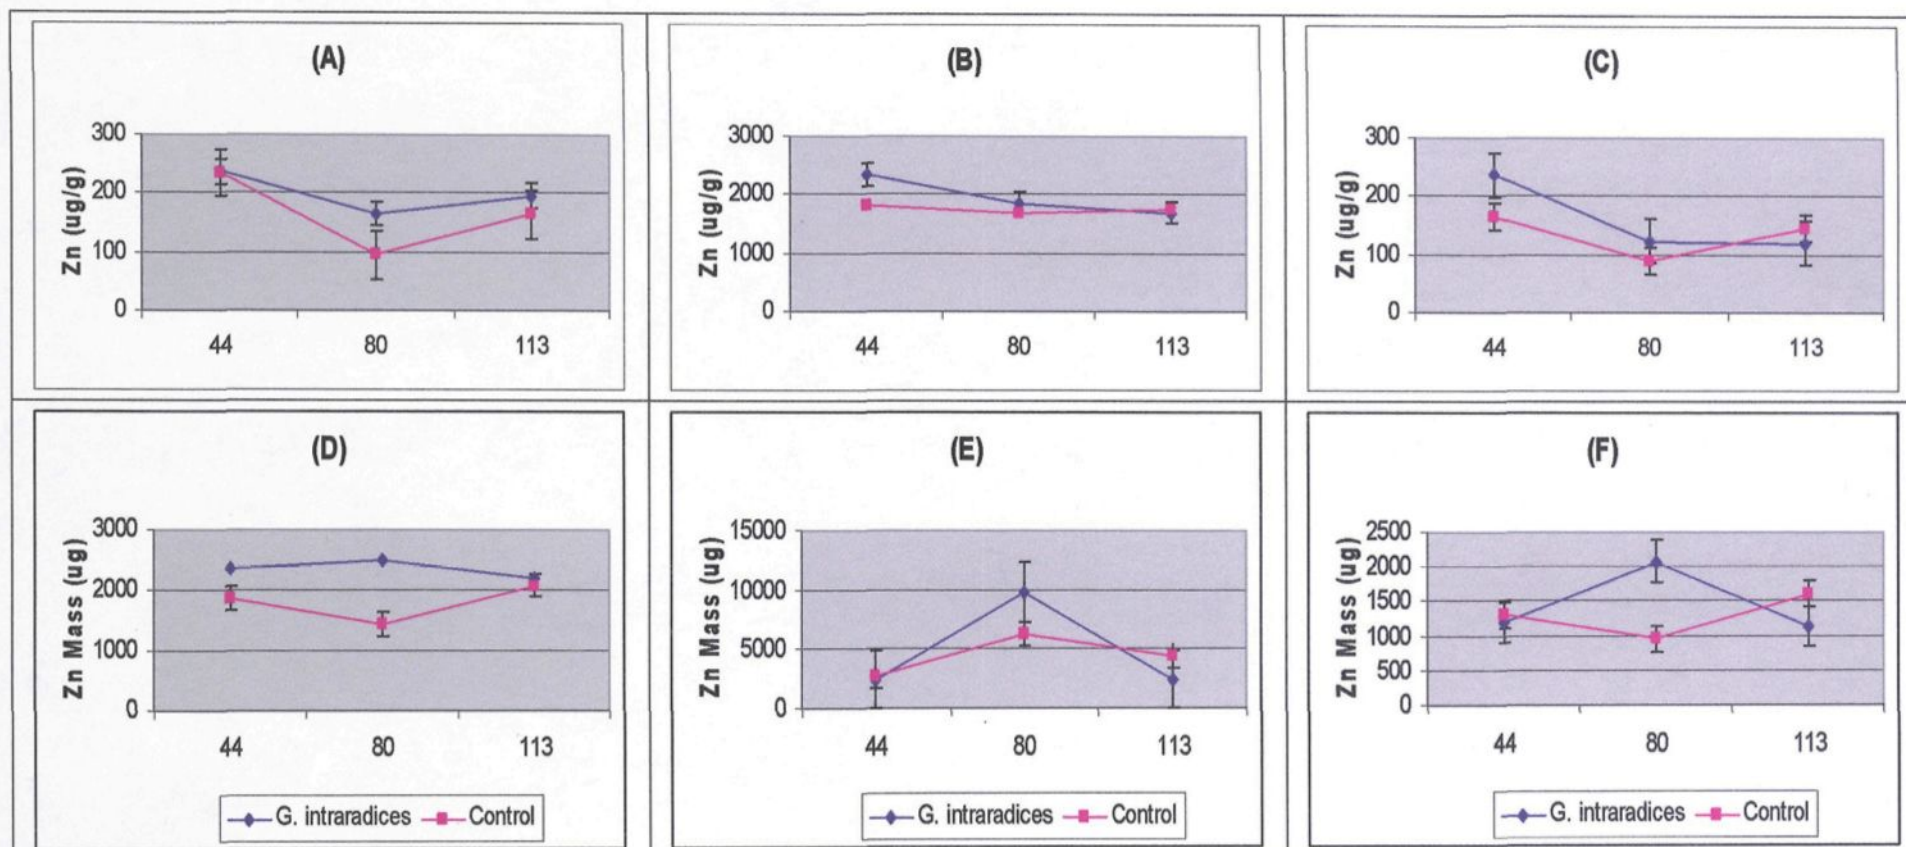 (A)
Zn (ug/g)
300
200
100
0
44 80 113
(B)
Zn (ug/g)
3000
2000
1000
0
44 80 113
(C)
Zn (ug/g)
300
200
100
0
44 80 113
(D)
Zn Mass (ug)
3000
2000
1000
0
44 80 113
G. intraradices Control
(E)
Zn Mass (ug)
15000
10000
5000
0
44 80 113
G. intraradices Control
(F)
Zn Mass (ug)
2500
2000
1500
1000
500
0
44 80 113
G. intraradices Control